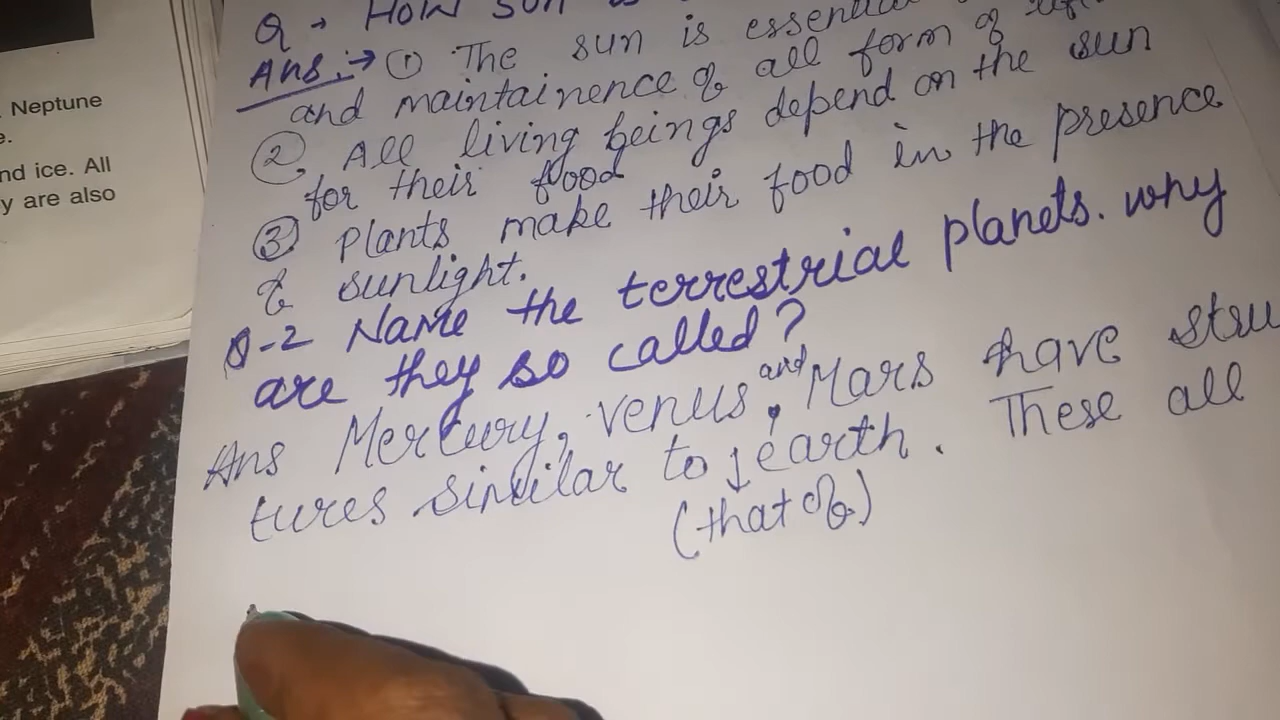 Neptune
nd ice. All
y are also
Q → How sun
Ans :→ ① The sun is essential
and maintainence of all form of
② All living beings depend on the sun
for their food
③ plants make their food in the presence
of sunlight.
Q-2 Name the terrestrial planets. why
are they so called?
Ans Mercury, venus, and Mars have stru
tures similar to earth. These all
(that of)